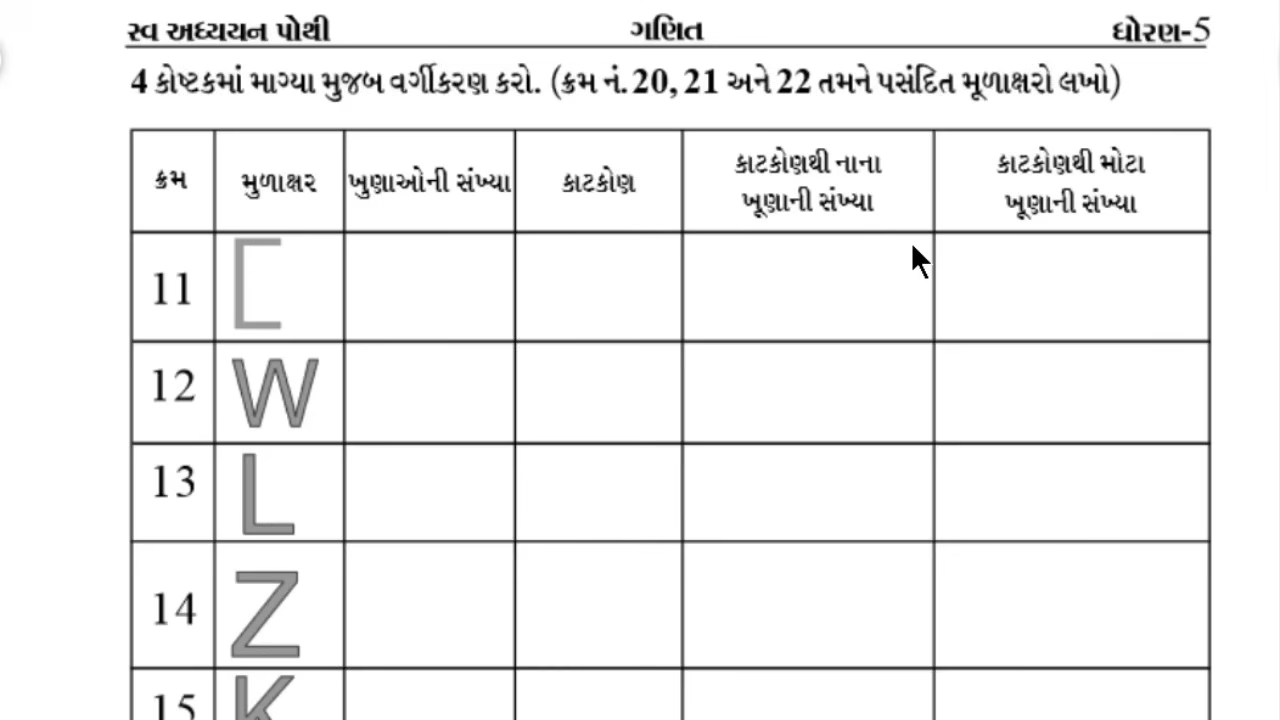 સ્વ અધ્યયન પોથી ગણિત ધોરણ-5
4 કોષ્ટકમાં માગ્યા મુજબ વર્ગીકરણ કરો. (ક્રમ નં. 20, 21 અને 22 તમને પસંદિત મૂળાક્ષરો લખો)
ક્રમ મુળાક્ષર ખુણાઓની સંખ્યા કાટકોણ કાટકોણથી નાના ખૂણાની સંખ્યા કાટકોણથી મોટા ખૂણાની સંખ્યા
11 [
12 W
13 L
14 Z
15 K